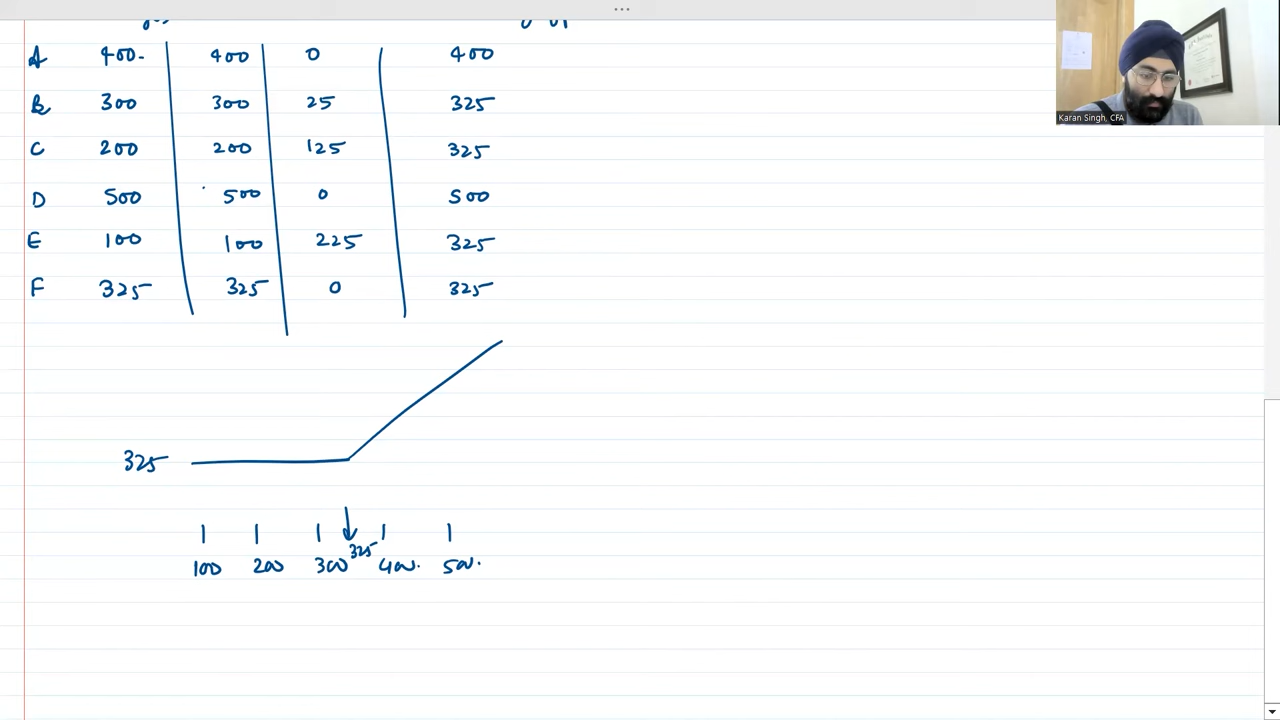 A 400- 400 0 400
B 300 300 25 325
C 200 200 125 325
D 500 500 0 500
E 100 100 225 325
F 325 325 0 325
325
325
100 200 300 400. 500.
Karan Singh, CFA